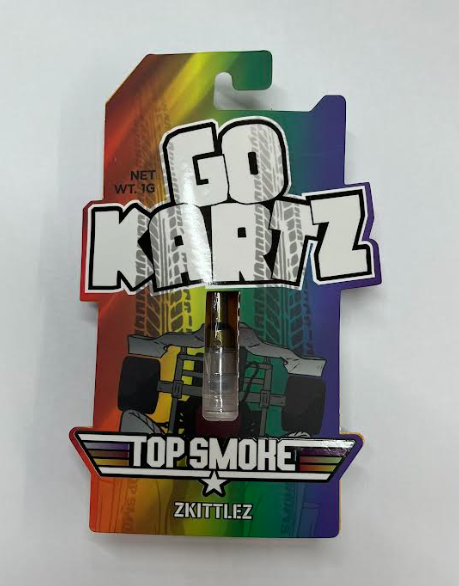 GO
NET
WT. 1G
KARTZ
TOP SMOKE
ZKITTLEZ